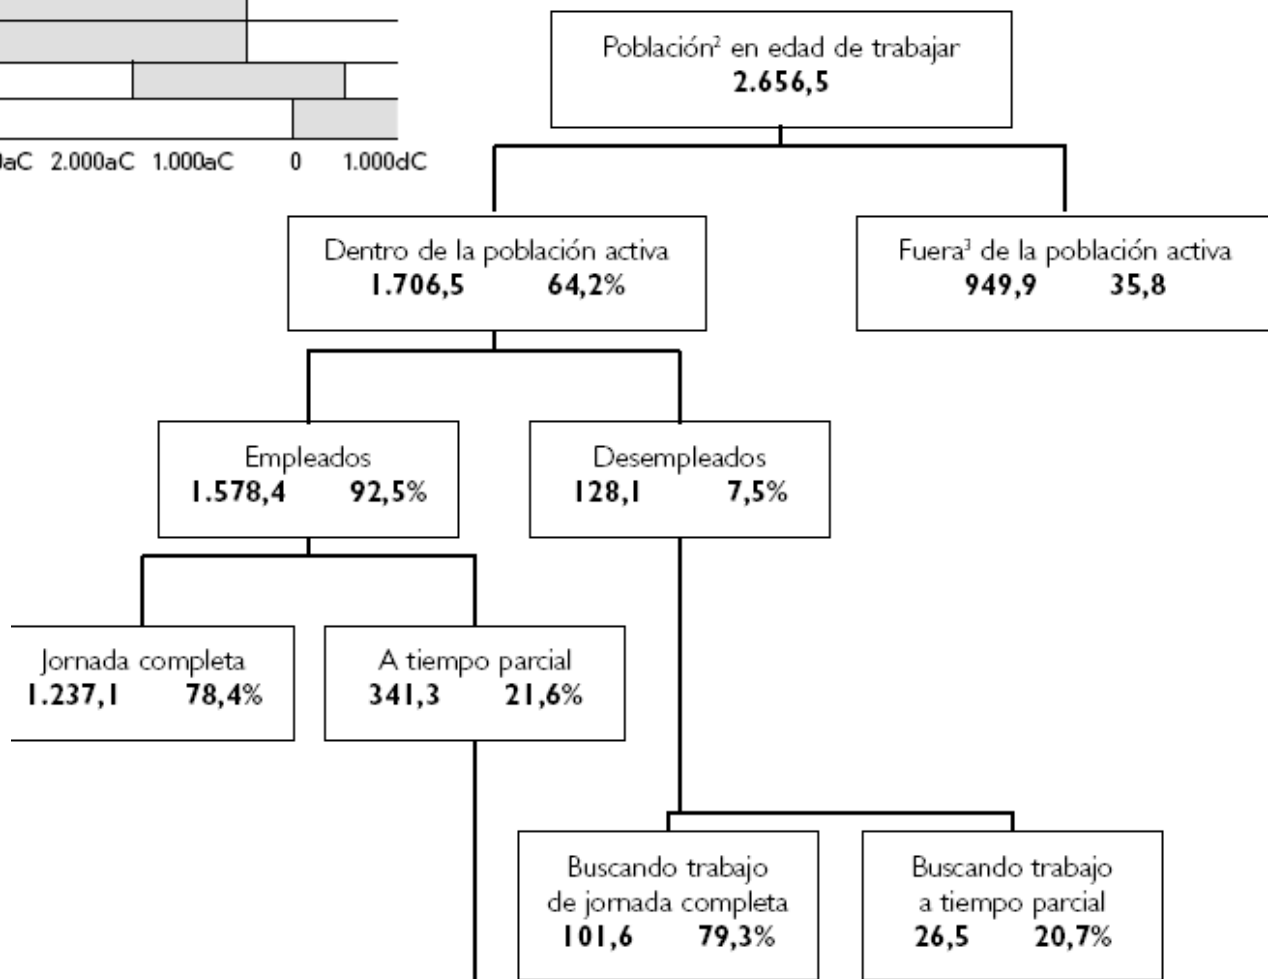 2.000aC 1.000aC 0 1.000dC
Población² en edad de trabajar
2.656,5
Dentro de la población activa
1.706,5 64,2%
Fuera³ de la población activa
949,9 35,8
Empleados
1.578,4 92,5%
Desempleados
128,1 7,5%
Jornada completa
1.237,1 78,4%
A tiempo parcial
341,3 21,6%
Buscando trabajo
de jornada completa
101,6 79,3%
Buscando trabajo
a tiempo parcial
26,5 20,7%